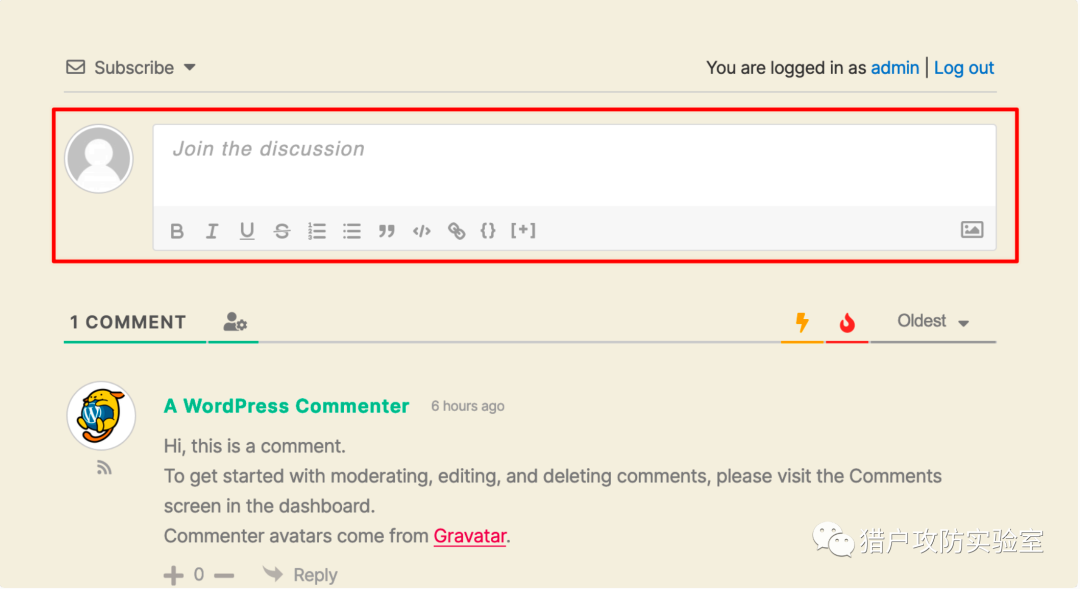 Subscribe
You are logged in as admin | Log out
Join the discussion
B I U S </> {} [+]
1 COMMENT
Oldest
A WordPress Commenter 6 hours ago
Hi, this is a comment.
To get started with moderating, editing, and deleting comments, please visit the Comments
screen in the dashboard.
Commenter avatars come from Gravatar.
0 Reply
猎户攻防实验室